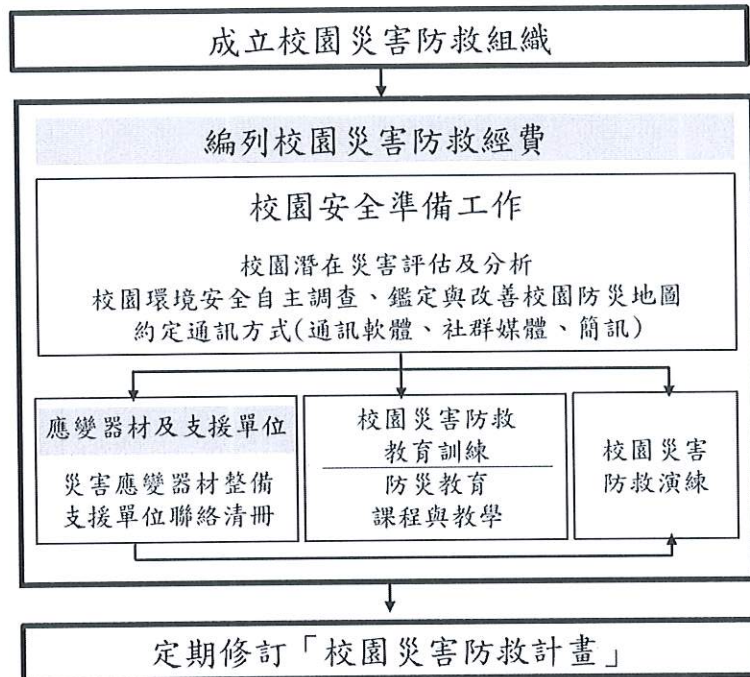 成立校園災害防救組織
編列校園災害防救經費
校園安全準備工作
校園潛在災害評估及分析
校園環境安全自主調查、鑑定與改善校園防災地圖
約定通訊方式(通訊軟體、社群媒體、簡訊)
應變器材及支援單位
災害應變器材整備
支援單位聯絡清冊
校園災害防救
教育訓練
防災教育
課程與教學
校園災害
防救演練
定期修訂「校園災害防救計畫」